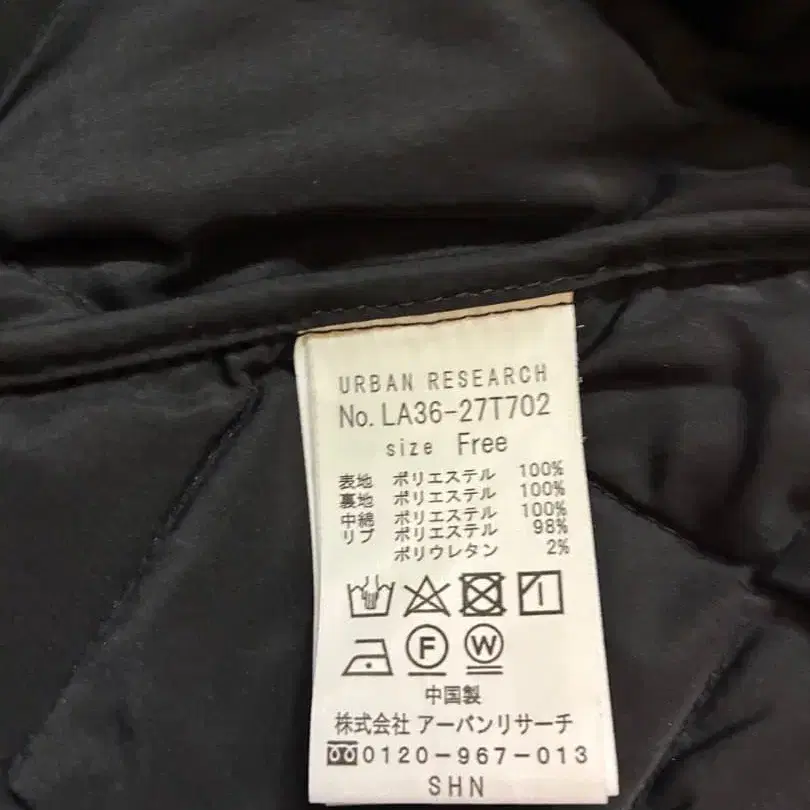 URBAN RESEARCH
No. LA36-27T702
size Free
表地 ポリエステル 100%
裏地 ポリエステル 100%
中綿 ポリエステル 100%
リブ ポリエステル 98%
ポリウレタン 2%
F W
中国製
株式会社 アーバンリサーチ
0120-967-013
SHN